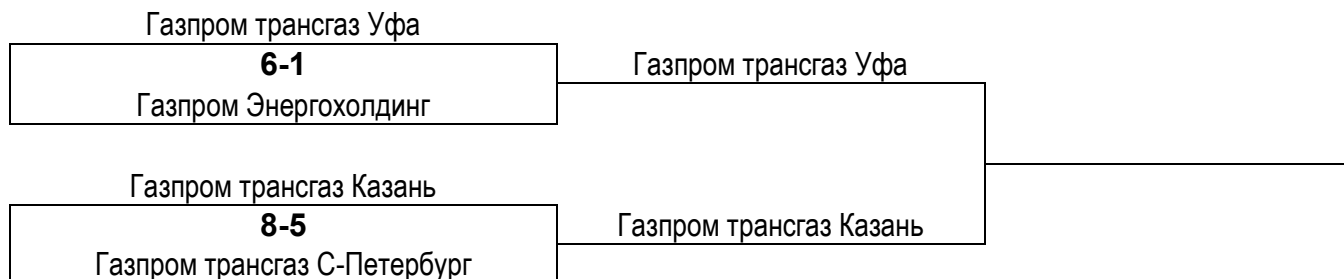 Газпром трансгаз Уфа
6-1
Газпром трансгаз Уфа
Газпром Энергохолдинг
Газпром трансгаз Казань
8-5
Газпром трансгаз Казань
Газпром трансгаз С-Петербург